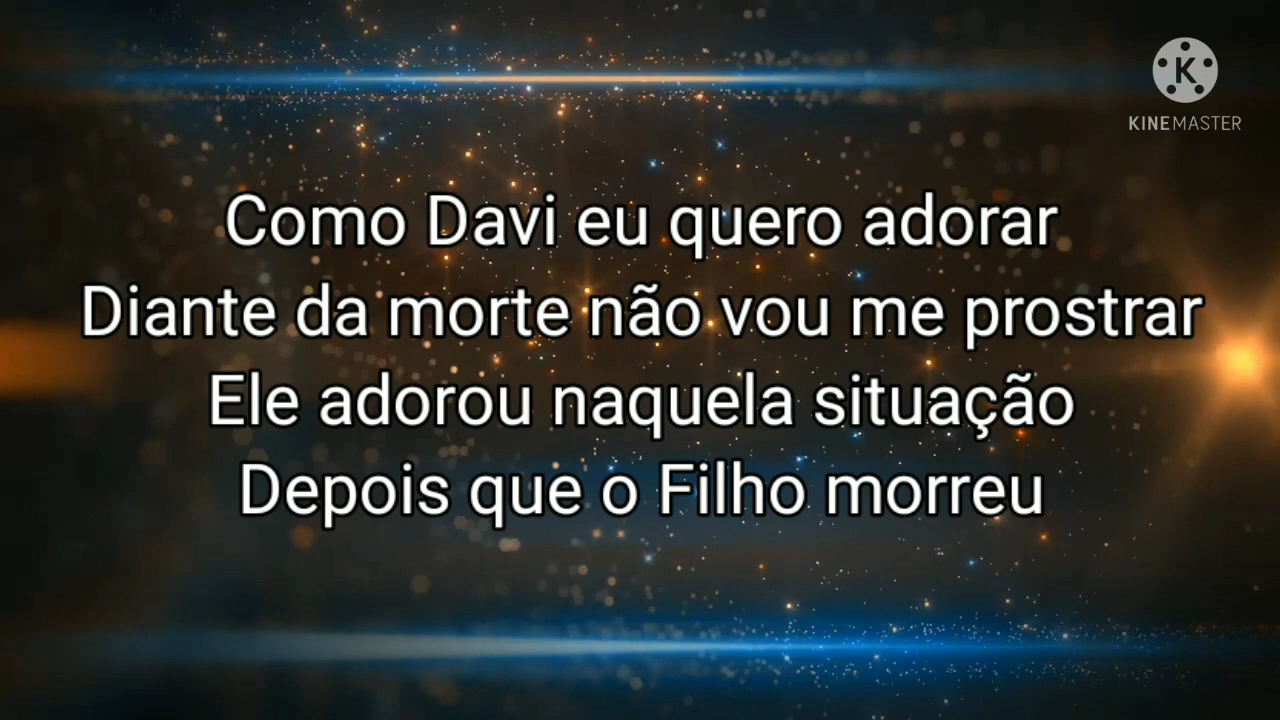 K
KINEMASTER
Como Davi eu quero adorar
Diante da morte não vou me prostrar
Ele adorou naquela situação
Depois que o Filho morreu